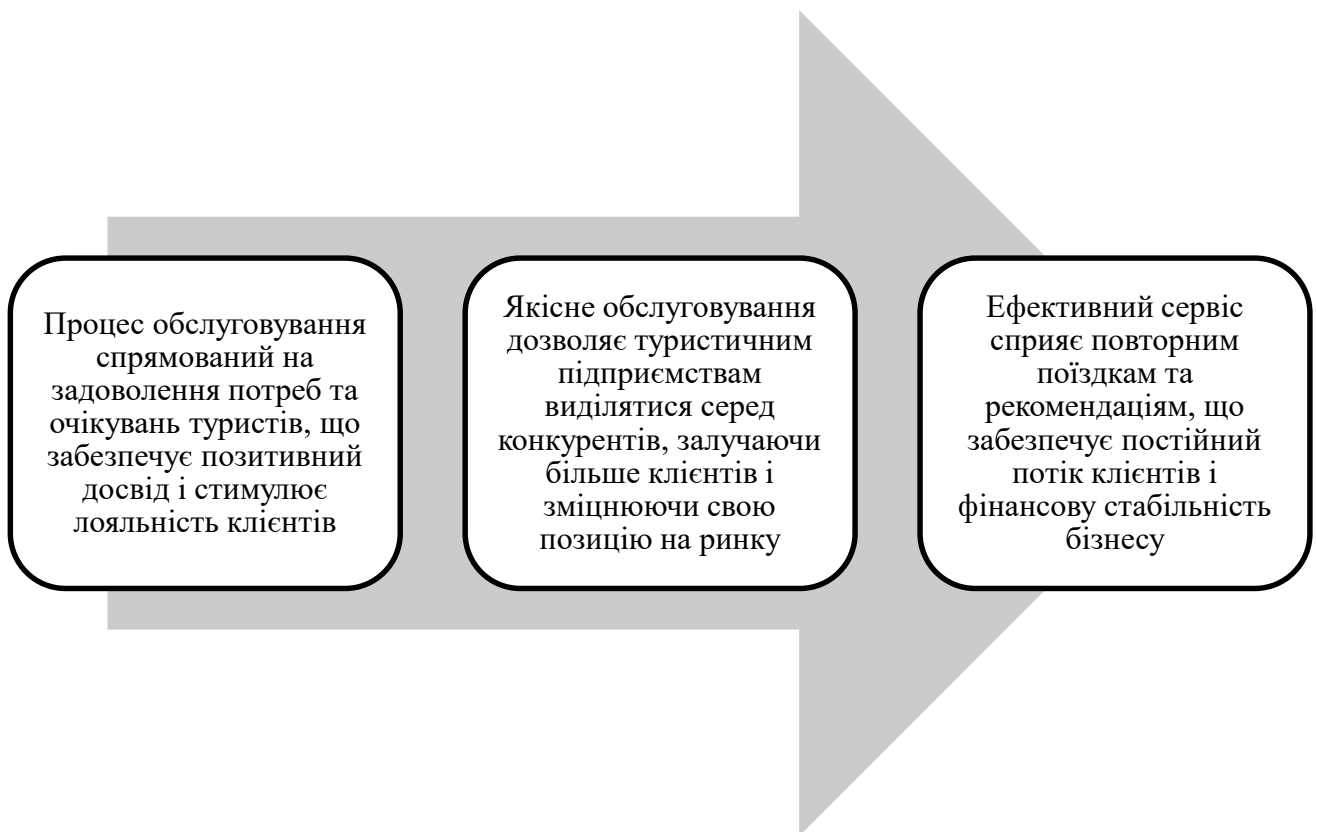 Процес обслуговування
спрямований на
задоволення потреб та
очікувань туристів, що
забезпечує позитивний
досвід і стимулює
лояльність клієнтів
Якісне обслуговування
дозволяє туристичним
підприємствам
виділятися серед
конкурентів, залучаючи
більше клієнтів і
зміцнюючи свою
позицію на ринку
Ефективний сервіс
сприяє повторним
поїздкам та
рекомендаціям, що
забезпечує постійний
потік клієнтів і
фінансову стабільність
бізнесу